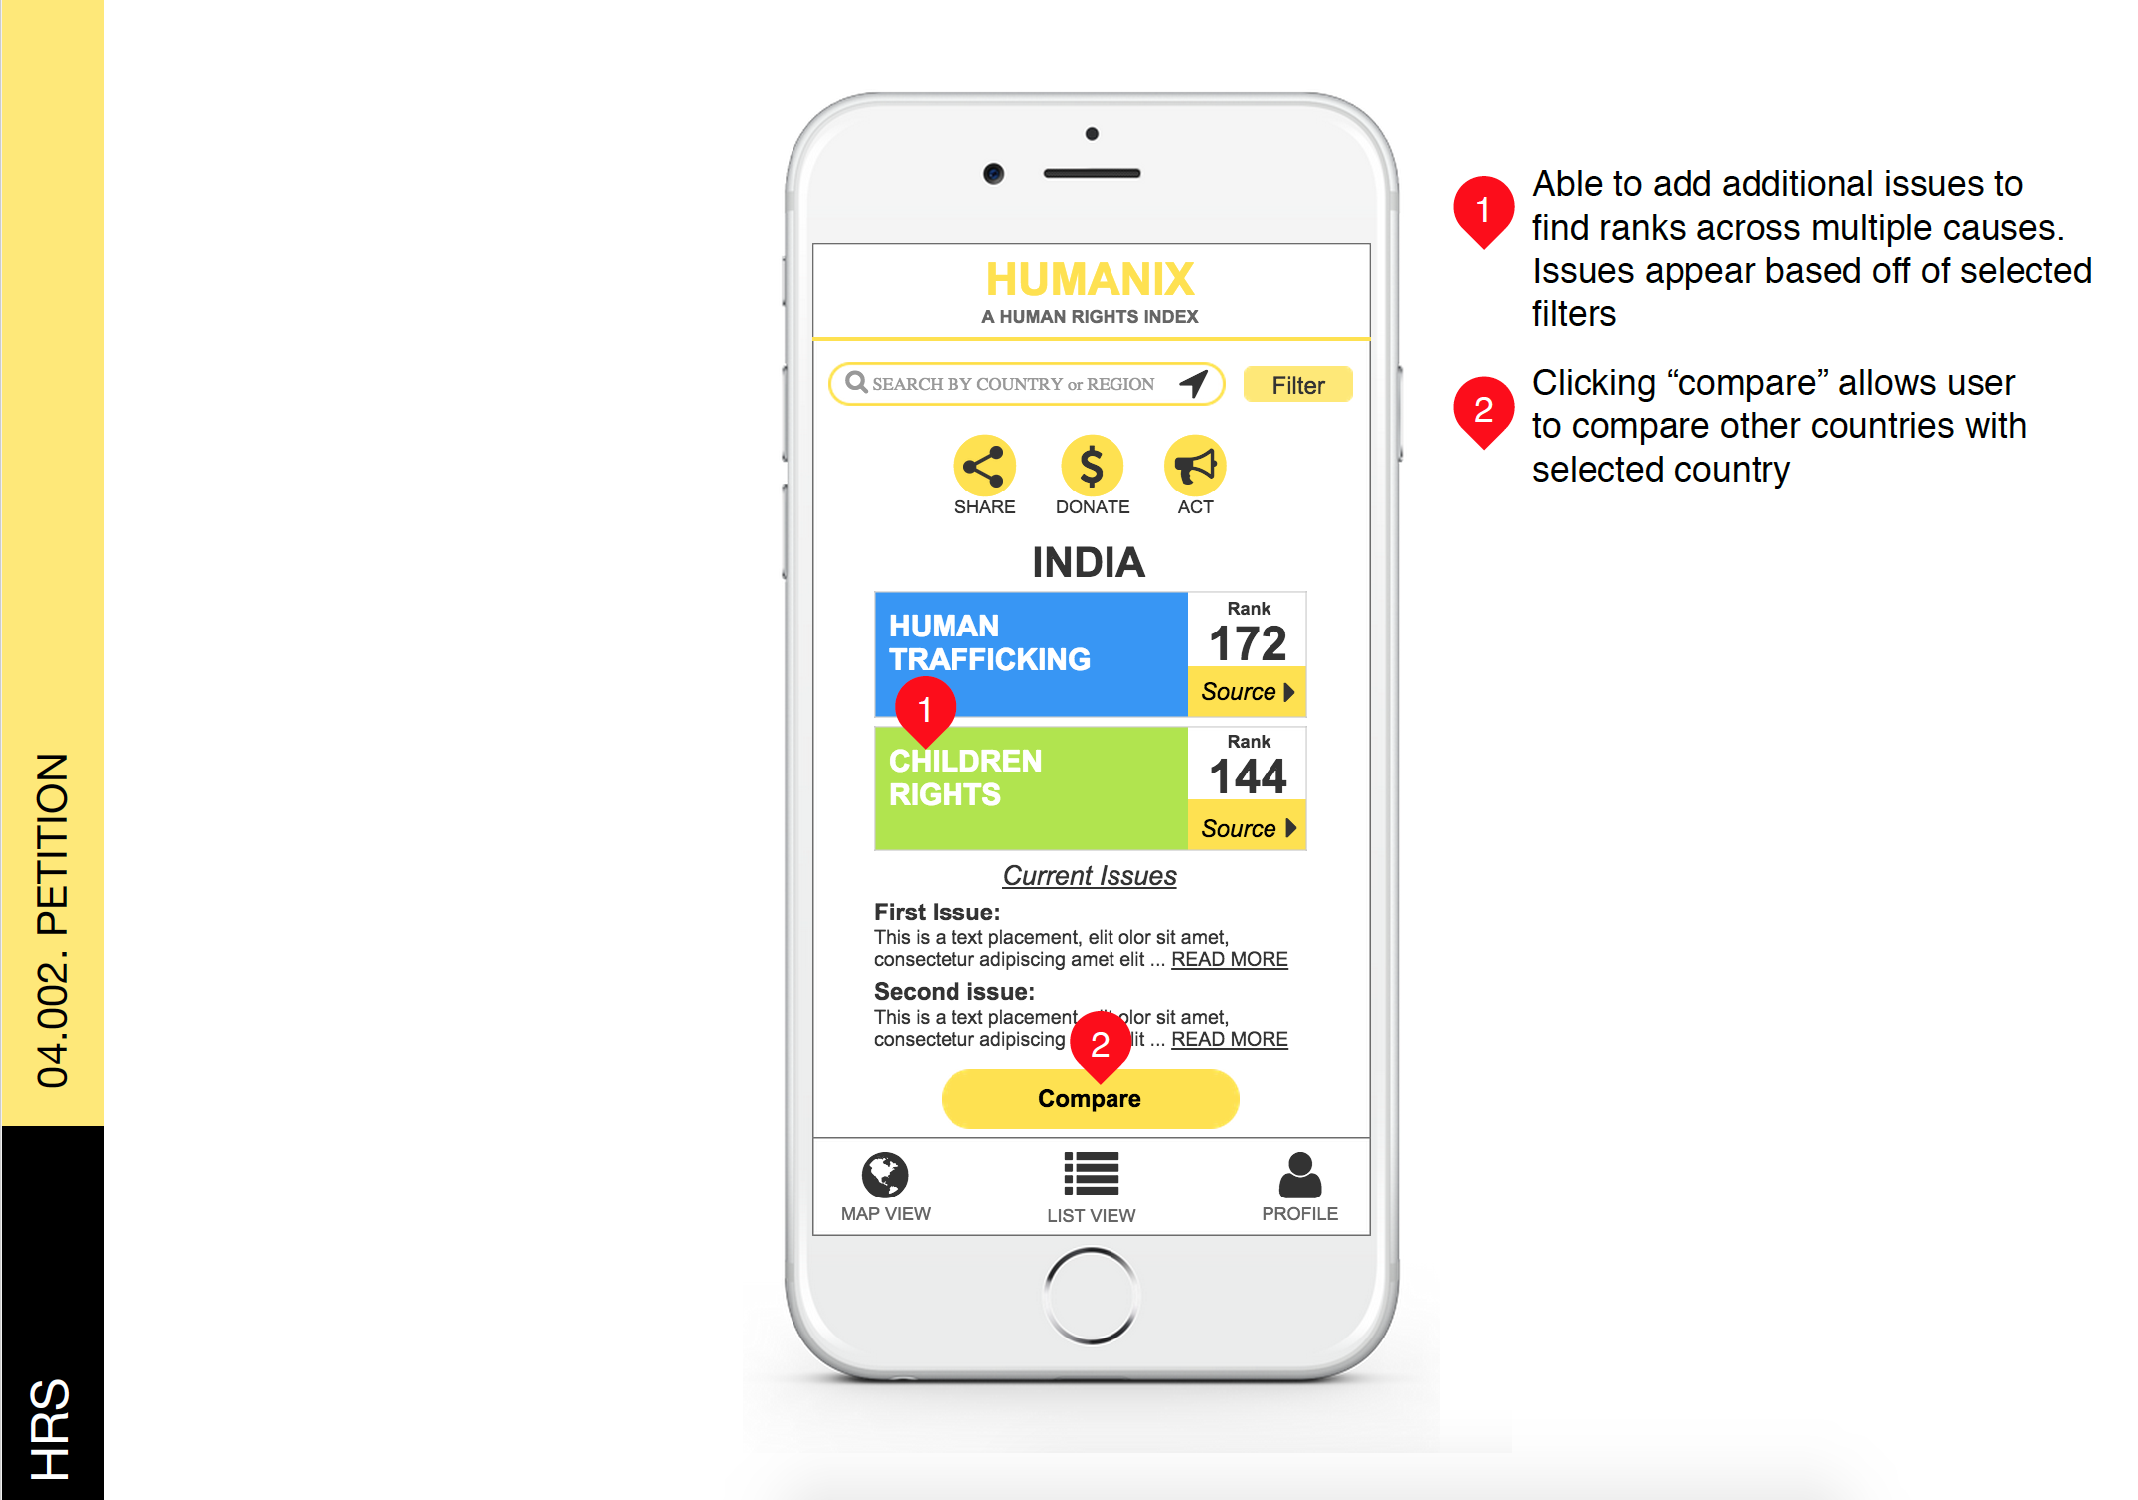 04.002. PETITION
HRS
HUMANIX
A HUMAN RIGHTS INDEX
SEARCH BY COUNTRY or REGION
Filter
SHARE
DONATE
ACT
INDIA
HUMAN
TRAFFICKING
Rank
172
Source
1
CHILDREN
RIGHTS
Rank
144
Source
Current Issues
First Issue:
This is a text placement, elit olor sit amet,
consectetur adipiscing amet elit ... READ MORE
Second issue:
This is a text placement, olor sit amet,
consectetur adipiscing ... READ MORE
2
Compare
MAP VIEW
LIST VIEW
PROFILE
1
Able to add additional issues to
find ranks across multiple causes.
Issues appear based off of selected
filters
2
Clicking “compare” allows user
to compare other countries with
selected country